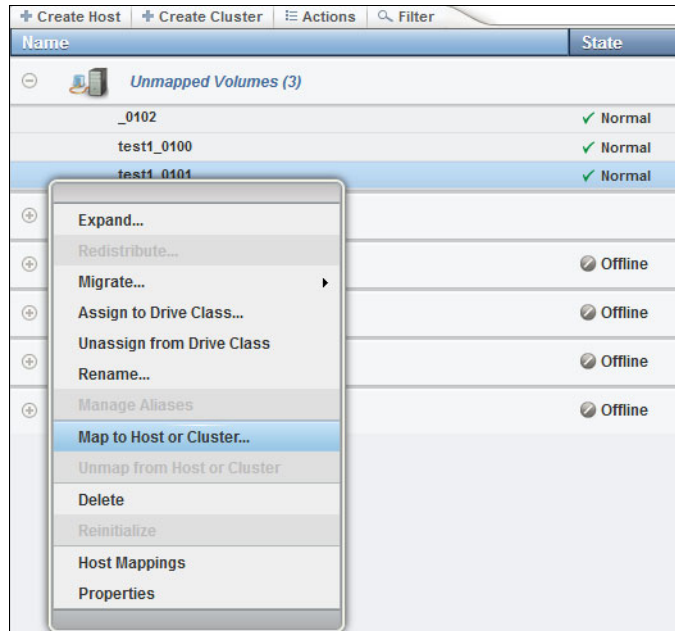 Create Host Create Cluster Actions Filter
Name State
Unmapped Volumes (3)
_0102 Normal
test1_0100 Normal
test1_0101 Normal
Expand...
Redistribute...
Offline
Migrate...
Assign to Drive Class...
Offline
Unassign from Drive Class
Offline
Rename...
Manage Aliases
Offline
Map to Host or Cluster...
Unmap from Host or Cluster
Delete
Reinitialize
Host Mappings
Properties